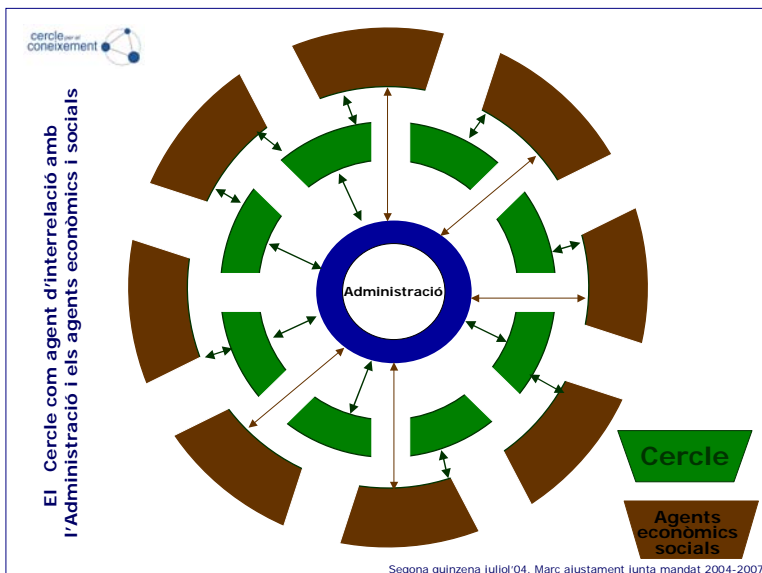 cercle per al
coneixement
El Cercle com agent d'interrelació amb
l'Administració i els agents econòmics i socials
Administració
Cercle
Agents
econòmics
socials
Segona quinzena juliol'04. Marc ajustament junta mandat 2004-2007